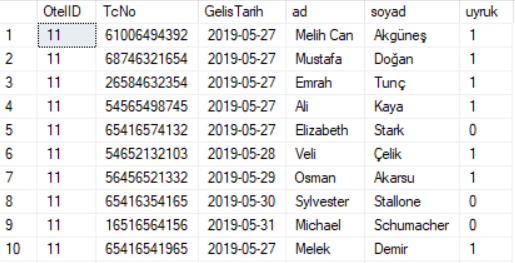 OtelID TcNo GelisTarih ad soyad uyruk
1 11 61006494392 2019-05-27 Melih Can Akgüneş 1
2 11 68746321654 2019-05-27 Mustafa Doğan 1
3 11 26584632354 2019-05-27 Emrah Tunç 1
4 11 54565498745 2019-05-27 Ali Kaya 1
5 11 65416574132 2019-05-27 Elizabeth Stark 0
6 11 54652132103 2019-05-28 Veli Çelik 1
7 11 56456521332 2019-05-29 Osman Akarsu 1
8 11 65416354165 2019-05-30 Sylvester Stallone 0
9 11 16516564156 2019-05-31 Michael Schumacher 0
10 11 65416541965 2019-05-27 Melek Demir 1